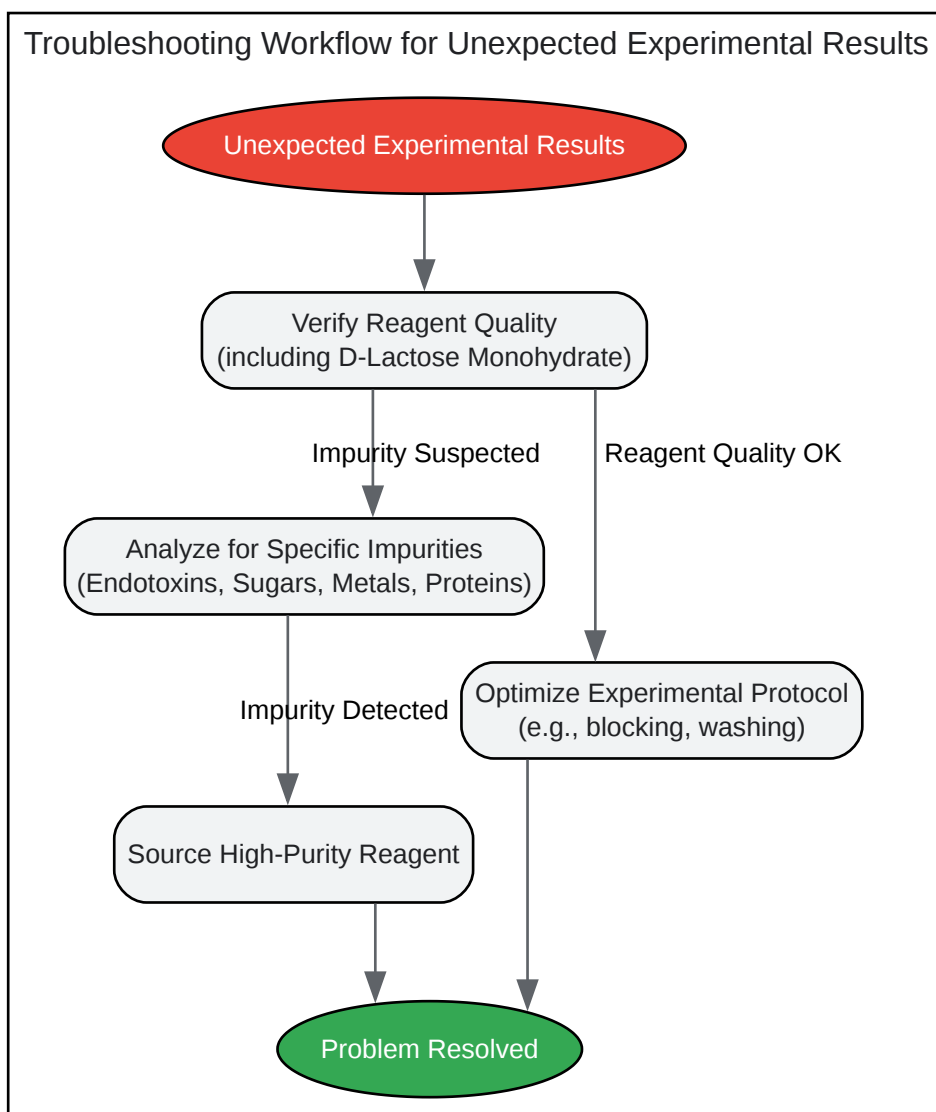 Troubleshooting Workflow for Unexpected Experimental Results
Unexpected Experimental Results
Verify Reagent Quality
(including D-Lactose Monohydrate)
Impurity Suspected
Reagent Quality OK
Analyze for Specific Impurities
(Endotoxins, Sugars, Metals, Proteins)
Optimize Experimental Protocol
(e.g., blocking, washing)
Impurity Detected
Source High-Purity Reagent
Problem Resolved